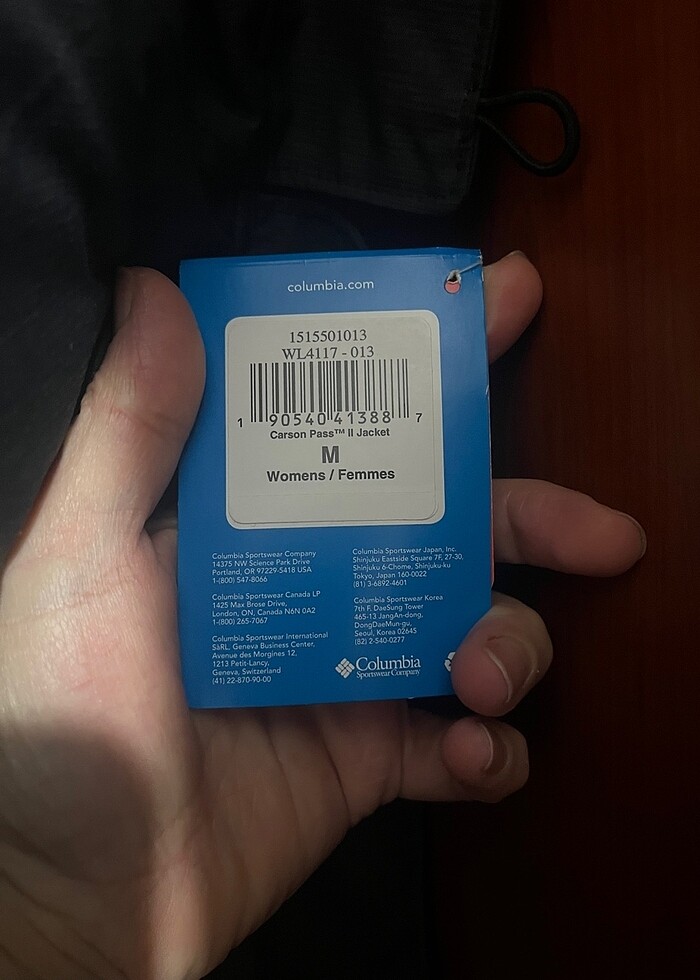 columbia.com
1515501013
WL4117 - 013
1 90540 41388 7
Carson Pass™ II Jacket
M
Womens / Femmes
Columbia Sportswear Company
14375 NW Science Park Drive
Portland, OR 97229-5418 USA
1-(800) 547-8066
Columbia Sportswear Canada LP
1425 Max Brose Drive,
London, ON, Canada N6N 0A2
1-(800) 265-7067
Columbia Sportswear International
SàRL, Geneva Business Center,
Avenue des Morgines 12,
1213 Petit-Lancy,
Geneva, Switzerland
(41) 22-870-90-00
Columbia Sportswear Japan, Inc.
Shinjuku Eastside Square 7F, 27-30,
Shinjuku 6-Chome, Shinjuku-ku
Tokyo, Japan 160-0022
(81) 3-6892-4601
Columbia Sportswear Korea
7th F. DaeSung Tower
465-13 JangAn-dong,
DongDaeMun-gu,
Seoul, Korea 02645
(82) 2-540-0277
Columbia
Sportswear Company